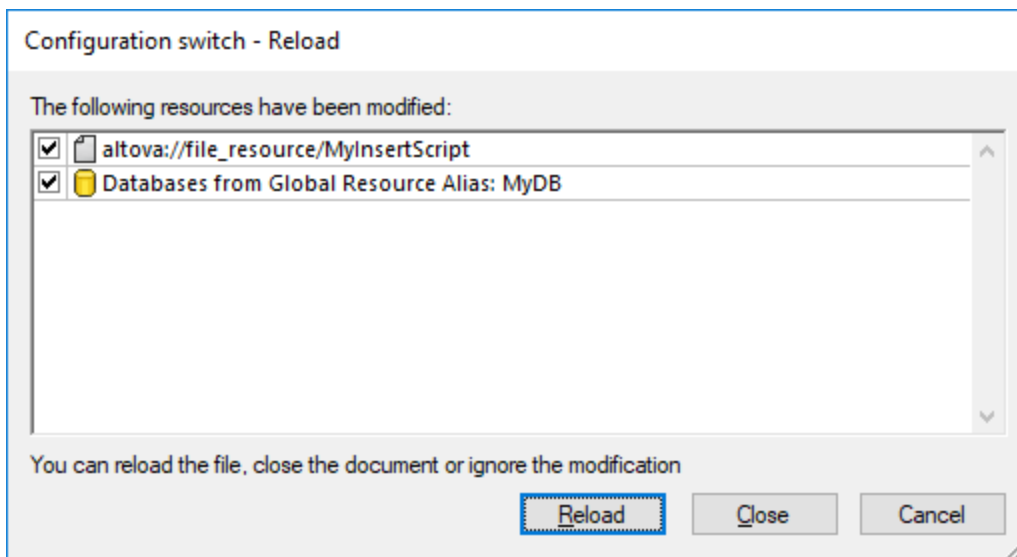 Configuration switch - Reload
The following resources have been modified:
altova://file_resource/MyInsertScript
Databases from Global Resource Alias: MyDB
You can reload the file, close the document or ignore the modification
Reload Close Cancel